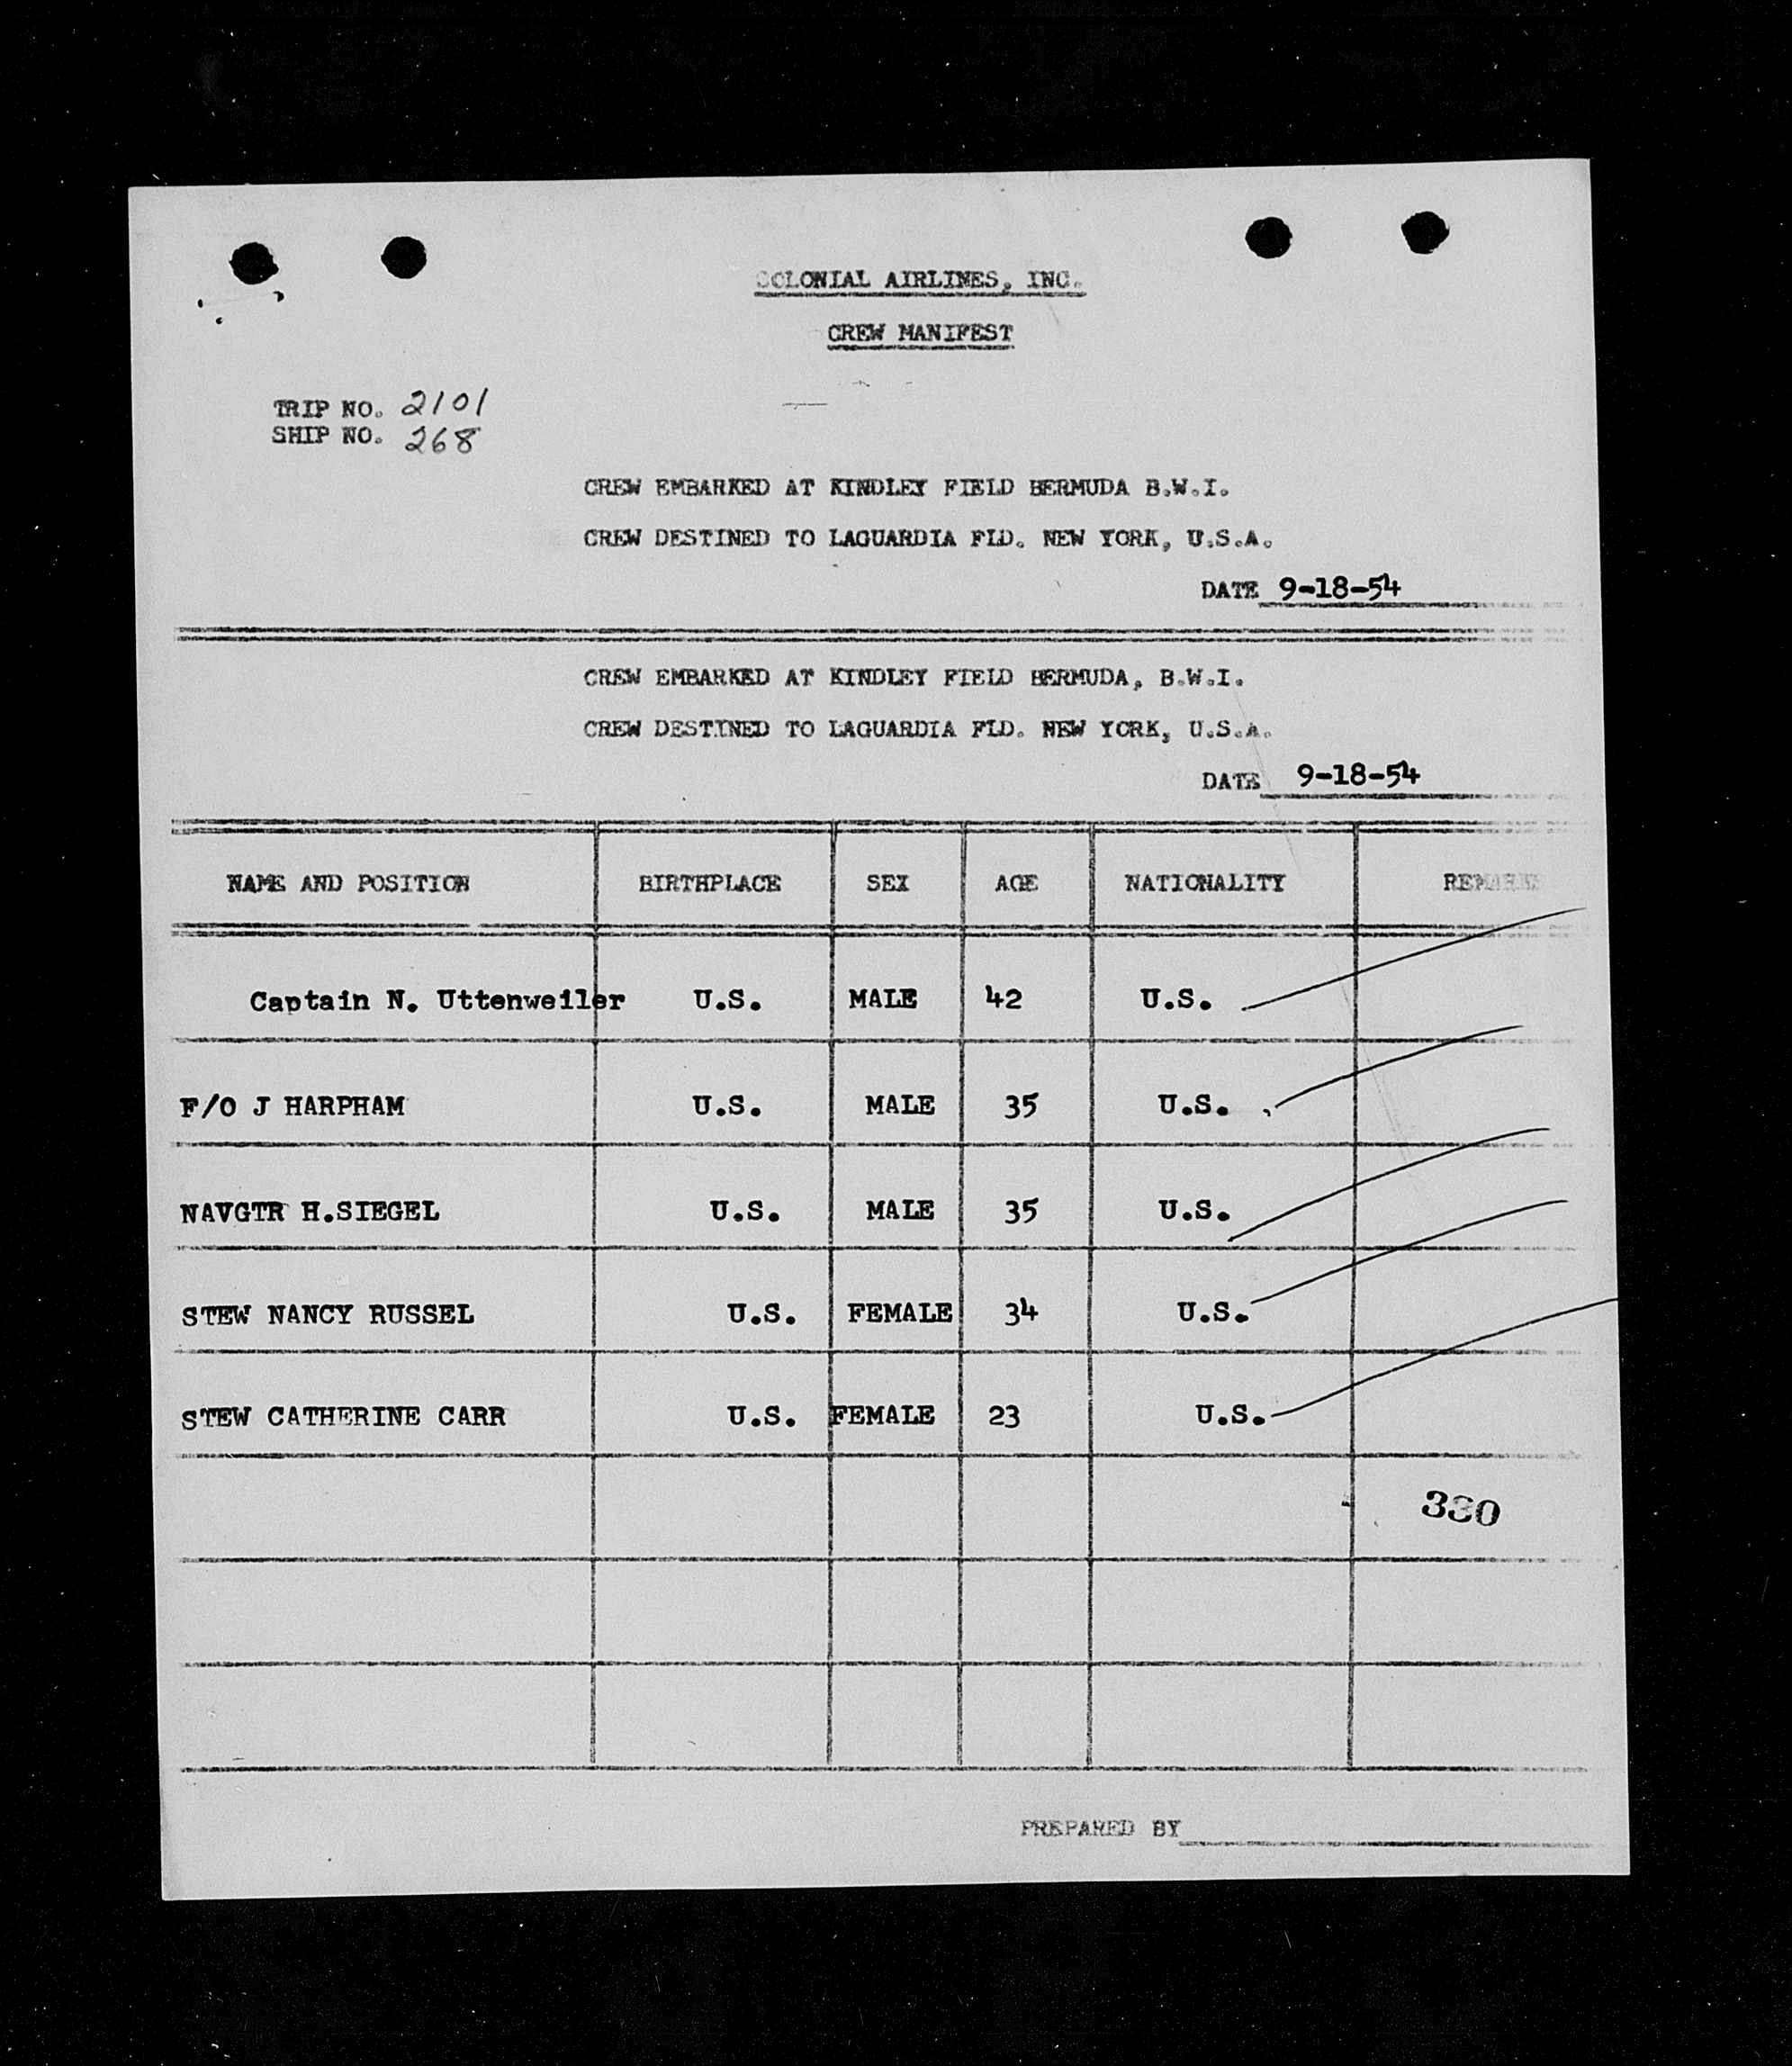 COLONIAL AIRLINES, INC.
CREW MANIFEST
TRIP NO. 2101
SHIP NO. 268
CREW EMBARKED AT KINDLEY FIELD BERMUDA B.W.I.
CREW DESTINED TO LAGUARDIA FLD. NEW YORK, U.S.A.
DATE 9-18-54
CREW EMBARKED AT KINDLEY FIELD BERMUDA, B.W.I.
CREW DESTINED TO LAGUARDIA FLD. NEW YORK, U.S.A.
DATE 9-18-54
NAME AND POSITION BIRTHPLACE SEX AGE NATIONALITY REMARKS
Captain N. Uttenweiler U.S. MALE 42 U.S.
F/O J HARPHAM U.S. MALE 35 U.S.
NAVGTR H.SIEGEL U.S. MALE 35 U.S.
STEW NANCY RUSSEL U.S. FEMALE 34 U.S.
STEW CATHERINE CARR U.S. FEMALE 23 U.S.
330
PREPARED BY